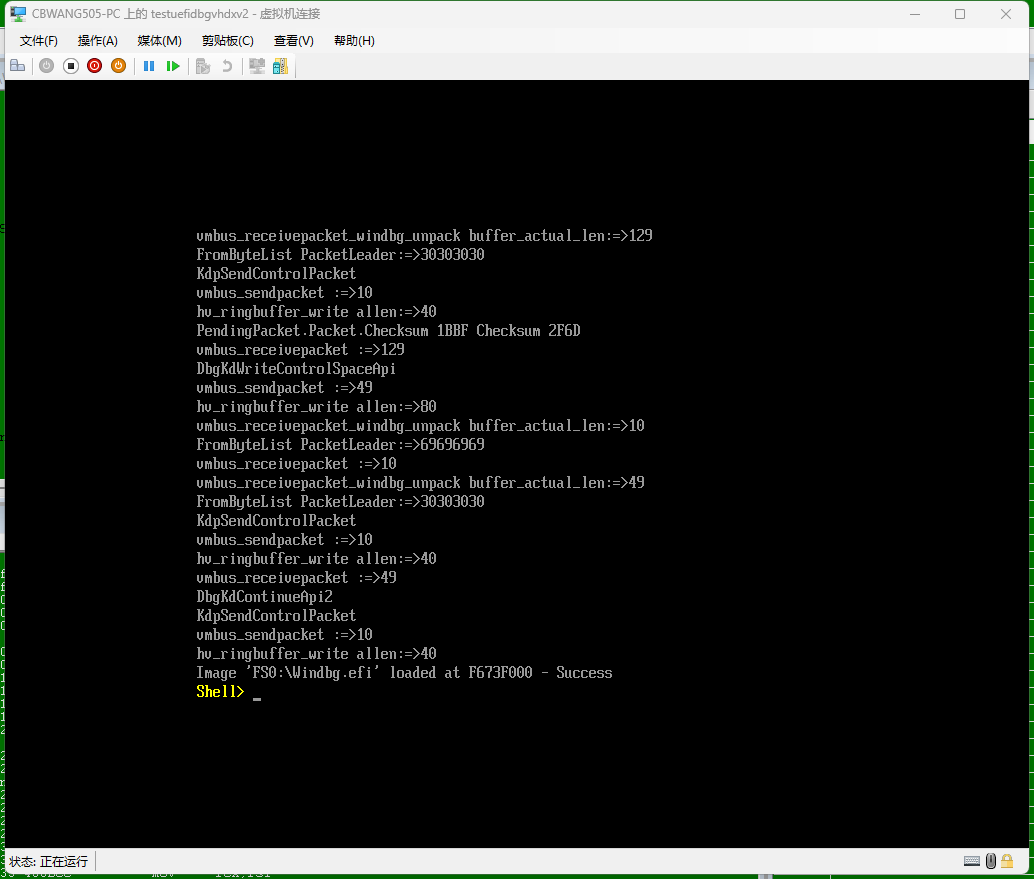 CBWANG505-PC 上的 testuefidbgvhdxv2 - 虚拟机连接
文件(F) 操作(A) 媒体(M) 剪贴板(C) 查看(V) 帮助(H)
vmbus_receivepacket_windbg_unpack buffer_actual_len:=>129
FromByteList PacketLeader:=>30303030
KdpSendControlPacket
vmbus_sendpacket :=>10
hv_ringbuffer_write allen:=>40
PendingPacket.Packet.Checksum 1BBF Checksum 2F6D
vmbus_receivepacket :=>129
DbgKdWriteControlSpaceApi
vmbus_sendpacket :=>49
hv_ringbuffer_write allen:=>80
vmbus_receivepacket_windbg_unpack buffer_actual_len:=>10
FromByteList PacketLeader:=>69696969
vmbus_receivepacket :=>10
vmbus_receivepacket_windbg_unpack buffer_actual_len:=>49
FromByteList PacketLeader:=>30303030
KdpSendControlPacket
vmbus_sendpacket :=>10
hv_ringbuffer_write allen:=>40
vmbus_receivepacket :=>49
DbgKdContinueApi2
KdpSendControlPacket
vmbus_sendpacket :=>10
hv_ringbuffer_write allen:=>40
Image 'FS0:\Windbg.efi' loaded at F673F000 - Success
Shell> _
状态: 正在运行